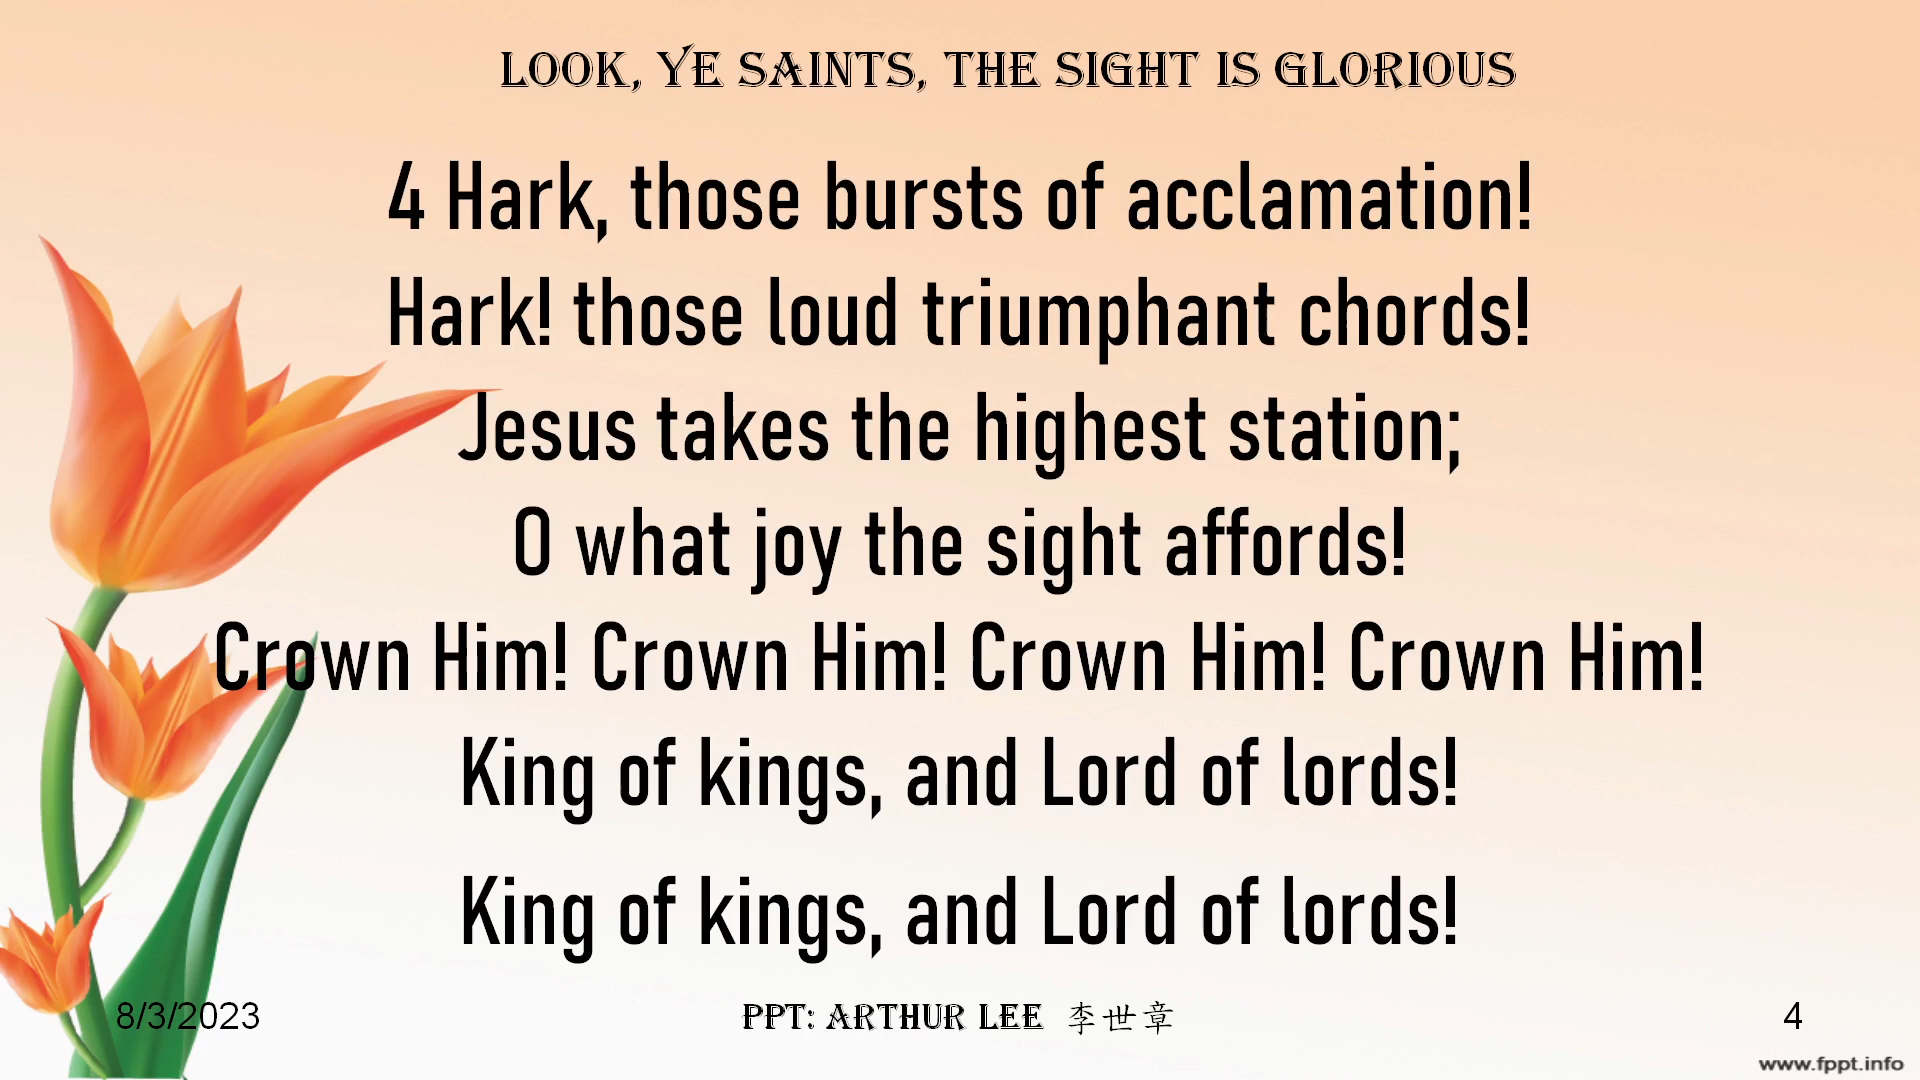 LOOK, YE SAINTS, THE SIGHT IS GLORIOUS
4 Hark, those bursts of acclamation!
Hark! those loud triumphant chords!
Jesus takes the highest station;
O what joy the sight affords!
Crown Him! Crown Him! Crown Him! Crown Him!
King of kings, and Lord of lords!
King of kings, and Lord of lords!
8/3/2023 PPT: ARTHUR LEE 李世章 4
www.fppt.info